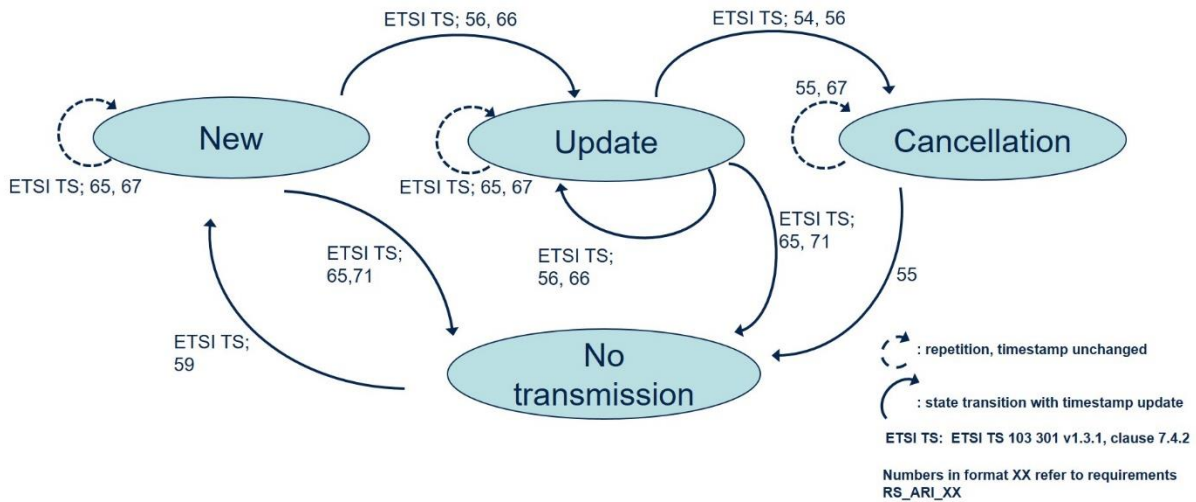 ETSI TS; 56, 66
ETSI TS; 54, 56
55, 67
New
Update
Cancellation
ETSI TS; 65, 67
ETSI TS; 65, 67
ETSI TS;
65,71
ETSI TS;
56, 66
ETSI TS;
65, 71
55
ETSI TS;
59
No
transmission
: repetition, timestamp unchanged
: state transition with timestamp update
ETSI TS: ETSI TS 103 301 v1.3.1, clause 7.4.2
Numbers in format XX refer to requirements
RS_ARI_XX